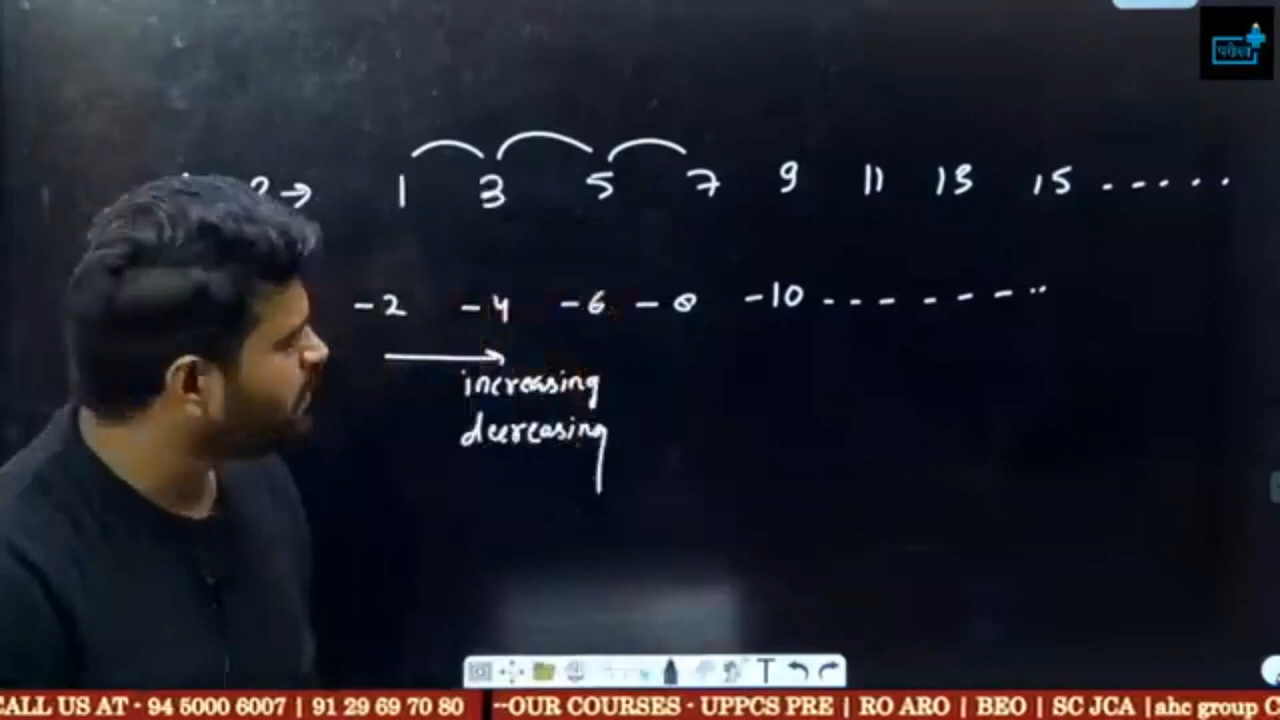 परीक्षा
2 → 1 3 5 7 9 11 13 15 .....
-2 -4 -6 -8 -10 - - - - - - ..
increasing
decreasing
T
CALL US AT - 94 5000 6007 | 91 29 69 70 80 --OUR COURSES - UPPCS PRE | RO ARO | BEO | SC JCA |ahc group C